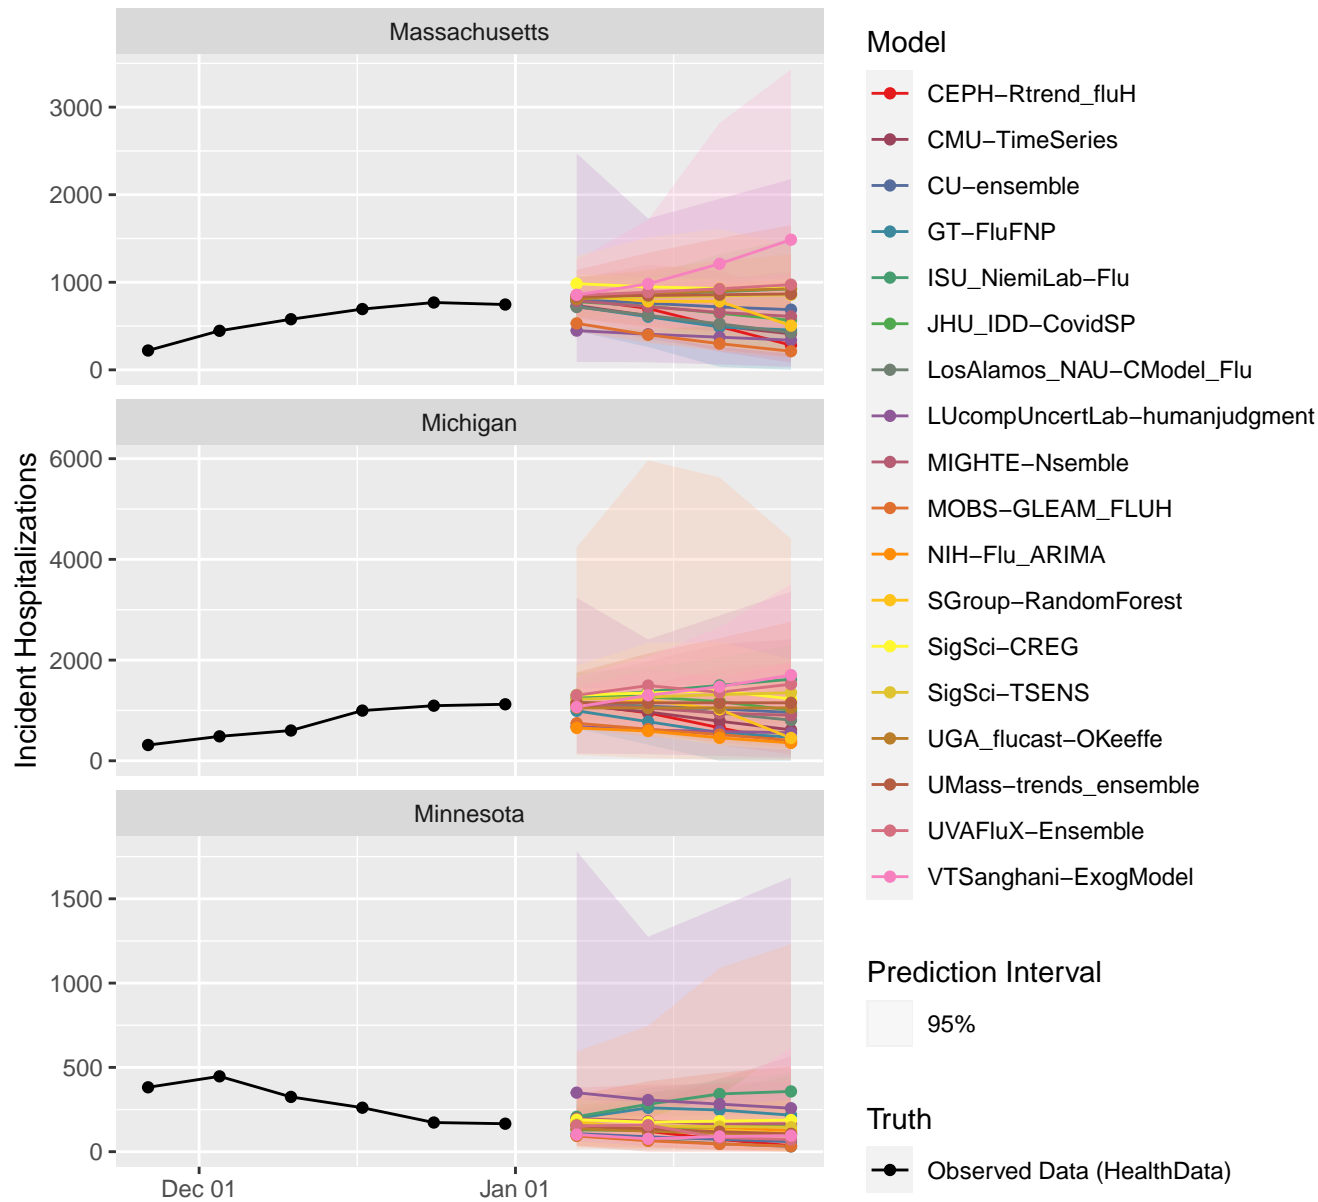 Massachusetts
3000
2000
1000
0
Michigan
6000
4000
2000
0
Minnesota
1500
1000
500
0
Dec 01
Jan 01
Incident Hospitalizations
Model
CEPH−Rtrend_fluH
CMU−TimeSeries
CU−ensemble
GT−FluFNP
ISU_NiemiLab−Flu
JHU_IDD−CovidSP
LosAlamos_NAU−CModel_Flu
LUcompUncertLab−humanjudgment
MIGHTE−Nsemble
MOBS−GLEAM_FLUH
NIH−Flu_ARIMA
SGroup−RandomForest
SigSci−CREG
SigSci−TSENS
UGA_flucast−OKeeffe
UMass−trends_ensemble
UVAFluX−Ensemble
VTSanghani−ExogModel
Prediction Interval
95%
Truth
Observed Data (HealthData)